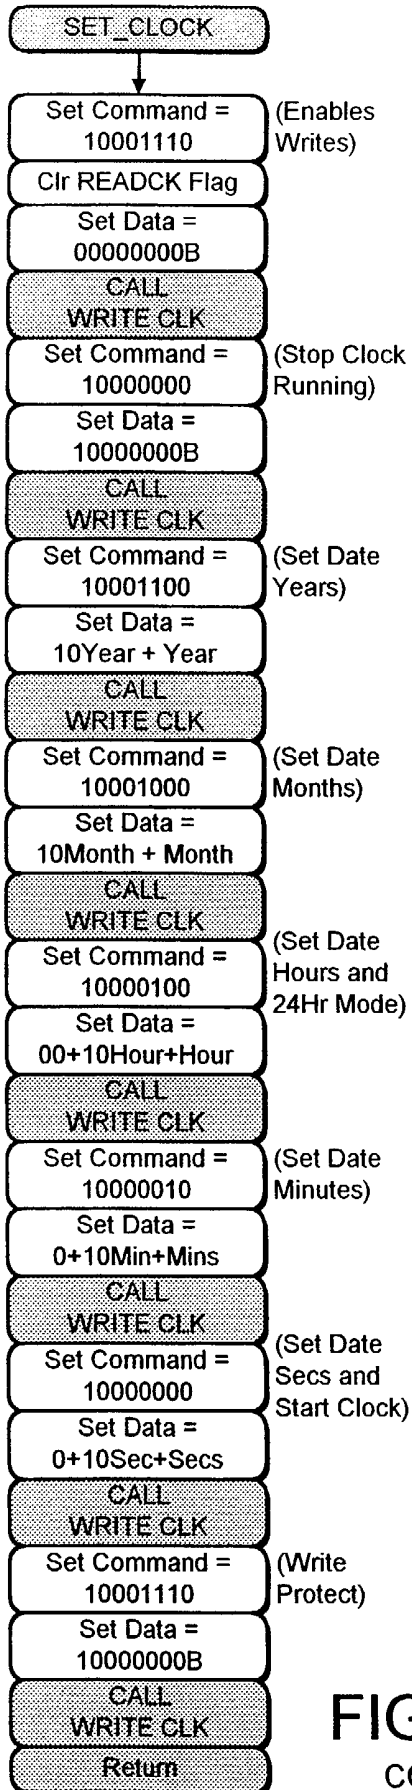 SET_CLOCK
Set Command =
10001110
(Enables
Writes)
Clr READCK Flag
Set Data =
00000000B
CALL
WRITE CLK
Set Command =
10000000
(Stop Clock
Running)
Set Data =
10000000B
CALL
WRITE CLK
Set Command =
10001100
(Set Date
Years)
Set Data =
10Year + Year
CALL
WRITE CLK
Set Command =
10001000
(Set Date
Months)
Set Data =
10Month + Month
CALL
WRITE CLK
Set Command =
10000100
(Set Date
Hours and
24Hr Mode)
Set Data =
00+10Hour+Hour
CALL
WRITE CLK
Set Command =
10000010
(Set Date
Minutes)
Set Data =
0+10Min+Mins
CALL
WRITE CLK
Set Command =
10000000
(Set Date
Secs and
Start Clock)
Set Data =
0+10Sec+Secs
CALL
WRITE CLK
Set Command =
10001110
(Write
Protect)
Set Data =
10000000B
CALL
WRITE CLK
Return
FIG